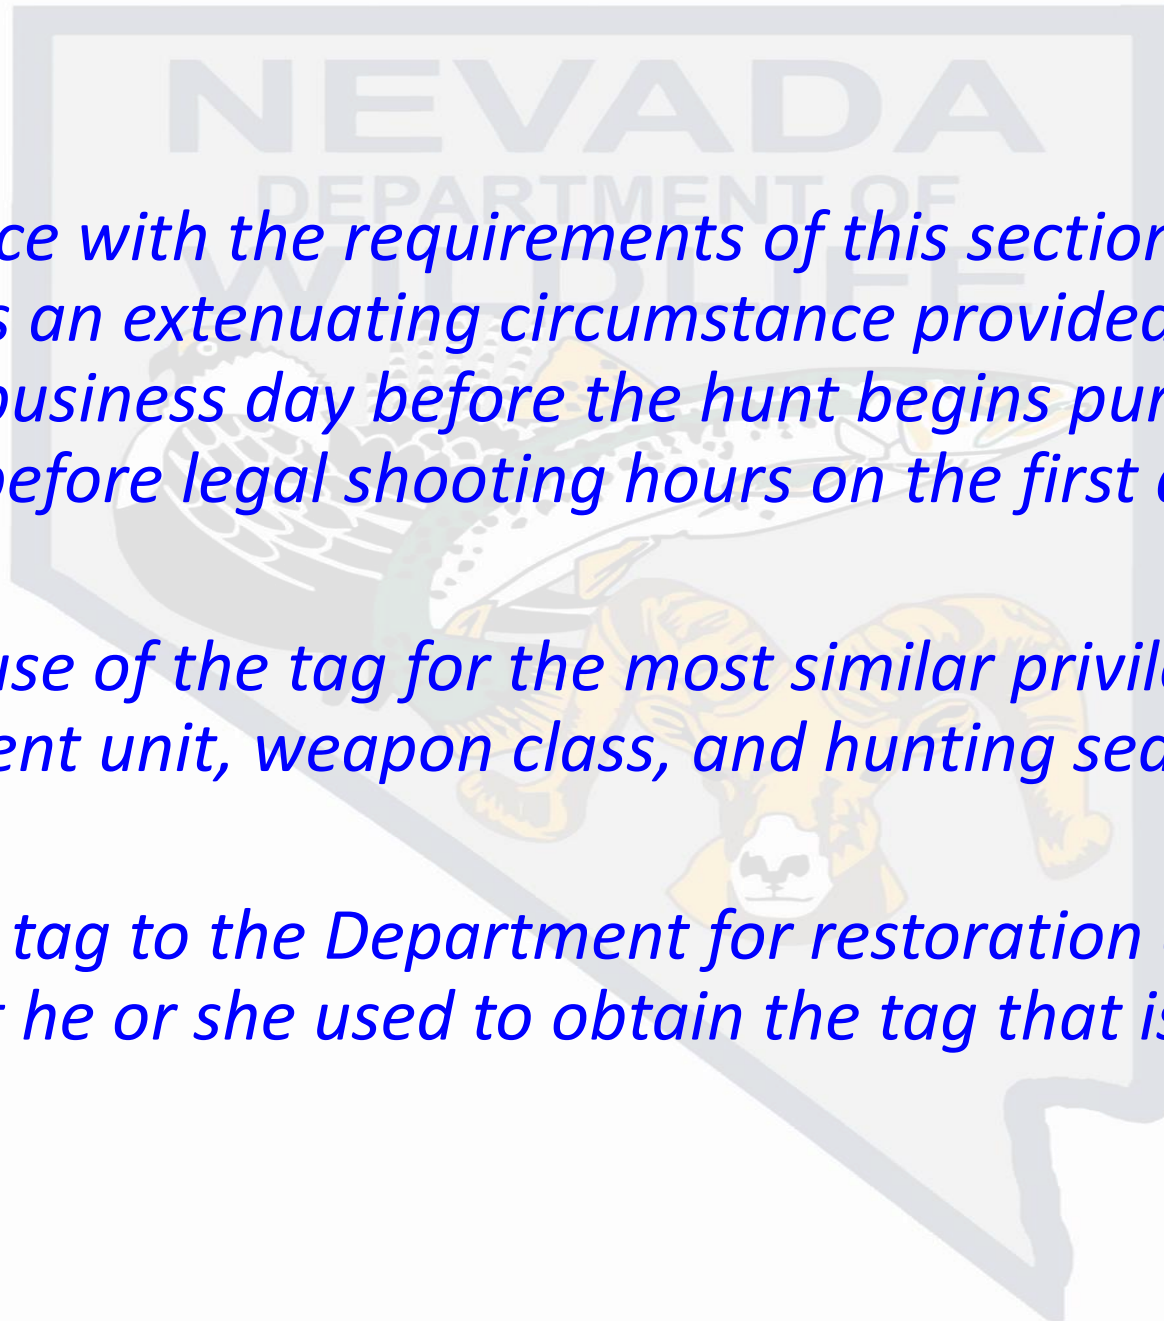 NEVADA
DEPARTMENT OF
WILDLIFE
ce with the requirements of this section
s an extenuating circumstance provided
business day before the hunt begins pur
before legal shooting hours on the first
use of the tag for the most similar privile
ent unit, weapon class, and hunting sea
tag to the Department for restoration
he or she used to obtain the tag that is